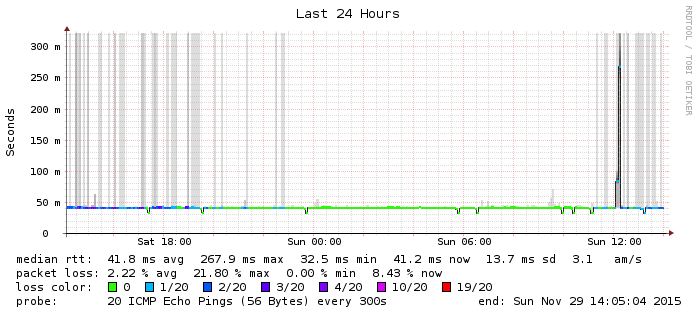 Last 24 Hours
RRDTOOL / TOBI OETIKER
Seconds
300 m
250 m
200 m
150 m
100 m
50 m
0
Sat 18:00 Sun 00:00 Sun 06:00 Sun 12:00
median rtt: 41.8 ms avg 267.9 ms max 32.5 ms min 41.2 ms now 13.7 ms sd 3.1 am/s
packet loss: 2.22 % avg 21.80 % max 0.00 % min 8.43 % now
loss color: 0 1/20 2/20 3/20 4/20 10/20 19/20
probe: 20 ICMP Echo Pings (56 Bytes) every 300s end: Sun Nov 29 14:05:04 2015